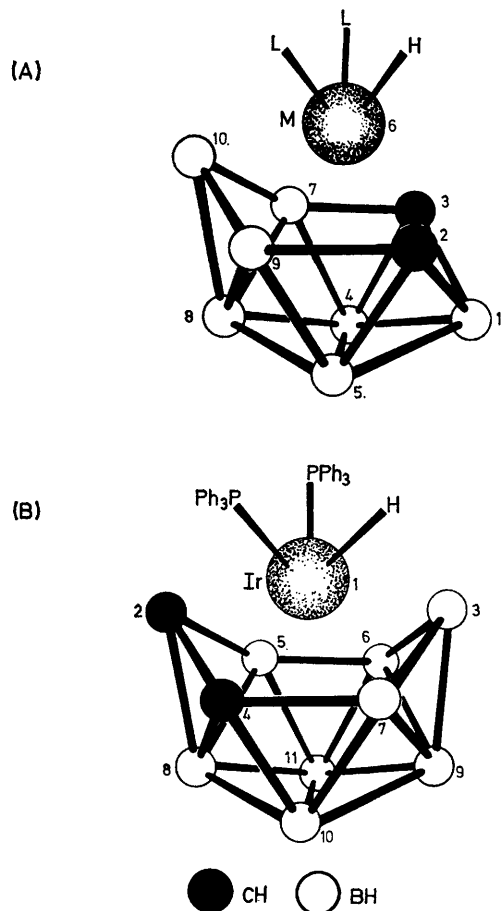 (A)
L L H
M 6
10.
7 3
9 2
8 4 1
5.
(B)
PPh₃
Ph₃P H
Ir 1
2 5. 6 3
4 7
8 11 9
10
CH BH